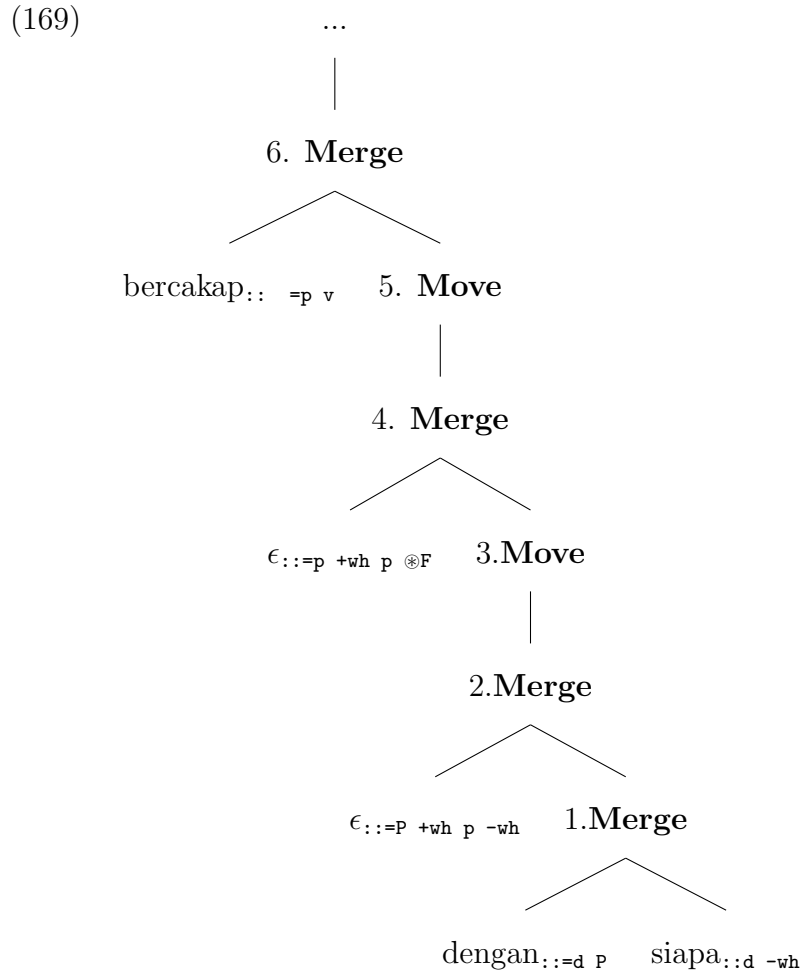 (169) ...
6. Merge
bercakap:: =p v 5. Move
4. Merge
ϵ::=p +wh p ⊛F 3.Move
2.Merge
ϵ::=P +wh p -wh 1.Merge
dengan::=d P siapa::d -wh